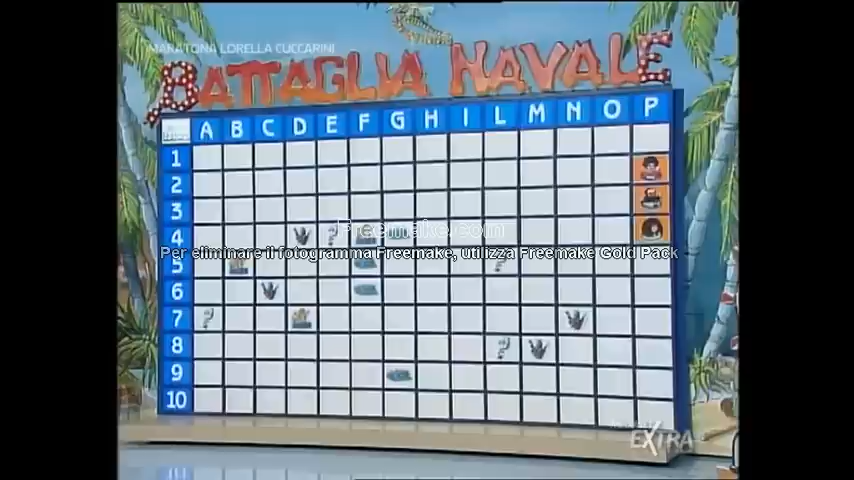 MARATONA LORELLA CUCCARINI
BATTAGLIA NAVALE
A B C D E F G H I L M N O P
1
2
3
4 ? Freemake.com
Per eliminare il fotogramma Freemake, utilizza Freemake Gold Pack
5 ?
6
7 ?
8 ?
9
10
EXTRA